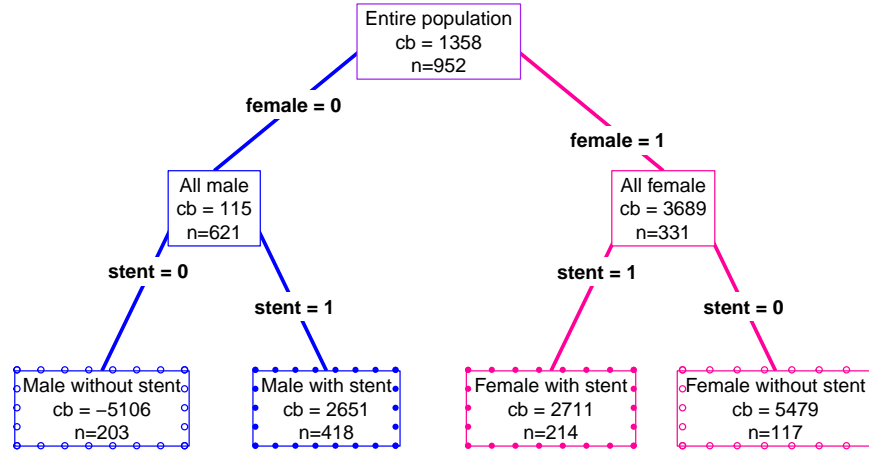 Entire population
cb = 1358
n=952
female = 0
female = 1
All male
cb = 115
n=621
All female
cb = 3689
n=331
stent = 0
stent = 1
stent = 1
stent = 0
Male without stent
cb = −5106
n=203
Male with stent
cb = 2651
n=418
Female with stent
cb = 2711
n=214
Female without stent
cb = 5479
n=117